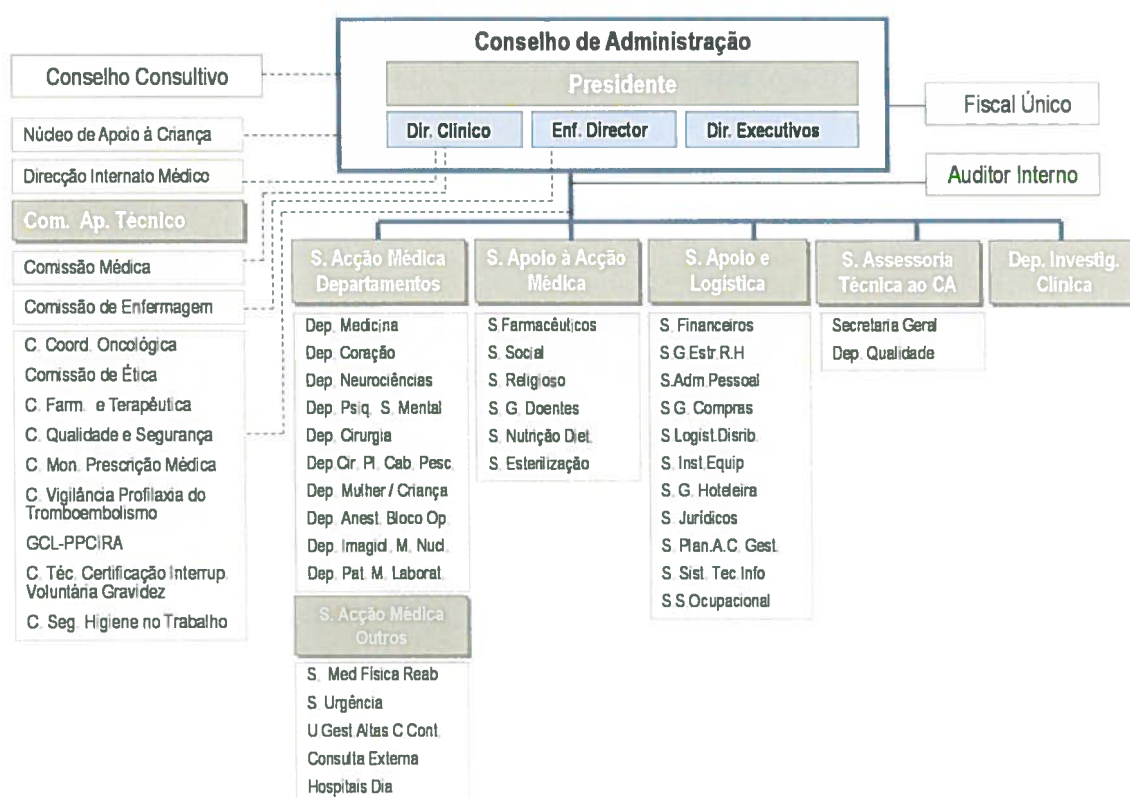 Conselho de Administração
Presidente
Dir. Clínico
Enf. Director
Dir. Executivos
Conselho Consultivo
Núcleo de Apoio á Criança
Direcção Internato Médico
Com. Ap. Técnico
Comissão Médica
Comissão de Enfermagem
C. Coord. Oncológica
Comissão de Ética
C. Farm. e Terapêutica
C. Qualidade e Segurança
C. Mon. Prescrição Médica
C. Vigilância Profilaxia do
Tromboembolismo
GCL-PPCIRA
C. Téc. Certificação Interrup.
Voluntária Gravidez
C. Seg. Higiene no Trabalho
Fiscal Único
Auditor Interno
S. Acção Médica
Departamentos
Dep. Medicina
Dep. Coração
Dep. Neurociências
Dep. Psiq. S. Mental
Dep. Cirurgia
Dep.Cir. Pl. Cab. Pesc.
Dep. Mulher / Criança
Dep. Anest. Bloco Op.
Dep. Imagiol. M. Nucl.
Dep. Pat. M. Laborat.
S. Acção Médica
Outros
S. Med Física Reab
S. Urgência
U.Gest Altas C Cont.
Consulta Externa
Hospitais Dia
S. Apoio à Acção
Médica
S Farmacêuticos
S. Social
S. Religioso
S. G. Doentes
S. Nutrição Diet.
S. Esterilização
S. Apoio e
Logística
S. Financeiros
S.G.Estr.R.H
S.Adm.Pessoal
S G. Compras
S.Logist.Disrib.
S. Inst.Equip
S. G. Hoteleira
S. Jurídicos
S. Plan.A.C. Gest.
S. Sist. Tec.Info
S S.Ocupacional
S. Assessoria
Técnica ao CA
Secretaria Geral
Dep. Qualidade
Dep. Investig.
Clínica